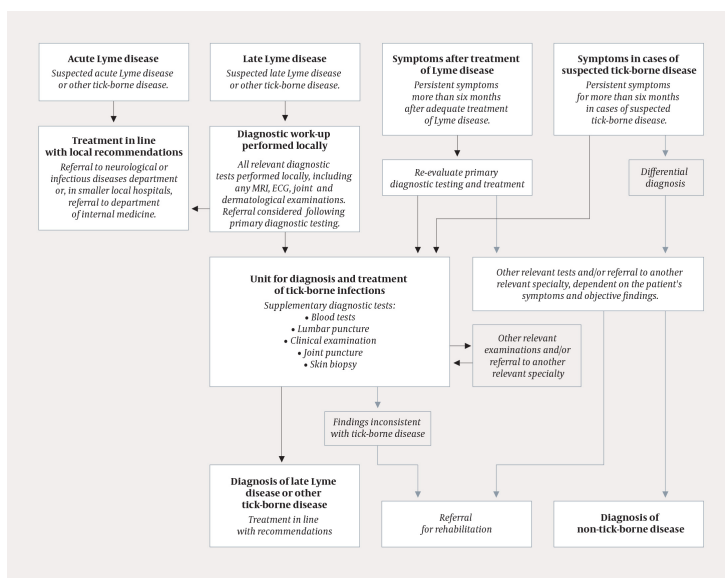 Acute Lyme disease
Suspected acute Lyme disease
or other tick-borne disease.
Late Lyme disease
Suspected late Lyme disease
or other tick-borne disease.
Symptoms after treatment
of Lyme disease
Persistent symptoms
more than six months
after adequate treatment
of Lyme disease.
Symptoms in cases of
suspected tick-borne disease
Persistent symptoms
for more than six months
in cases of suspected
tick-borne disease.
Treatment in line
with local recommendations
Referral to neurological or
infectious diseases department
or, in smaller local hospitals,
referral to department
of internal medicine.
Diagnostic work-up
performed locally
All relevant diagnostic
tests performed locally, including
any MRI, ECG, joint and
dermatological examinations.
Referral considered following
primary diagnostic testing.
Re-evaluate primary
diagnostic testing and treatment
Differential
diagnosis
Unit for diagnosis and treatment
of tick-borne infections
Supplementary diagnostic tests:
• Blood tests
• Lumbar puncture
• Clinical examination
• Joint puncture
• Skin biopsy
Other relevant tests and/or referral to another
relevant specialty, dependent on the patient's
symptoms and objective findings.
Other relevant
examinations and/or
referral to another
relevant specialty
Findings inconsistent
with tick-borne disease
Diagnosis of late Lyme
disease or other
tick-borne disease
Treatment in line
with recommendations
Referral
for rehabilitation
Diagnosis of
non-tick-borne disease